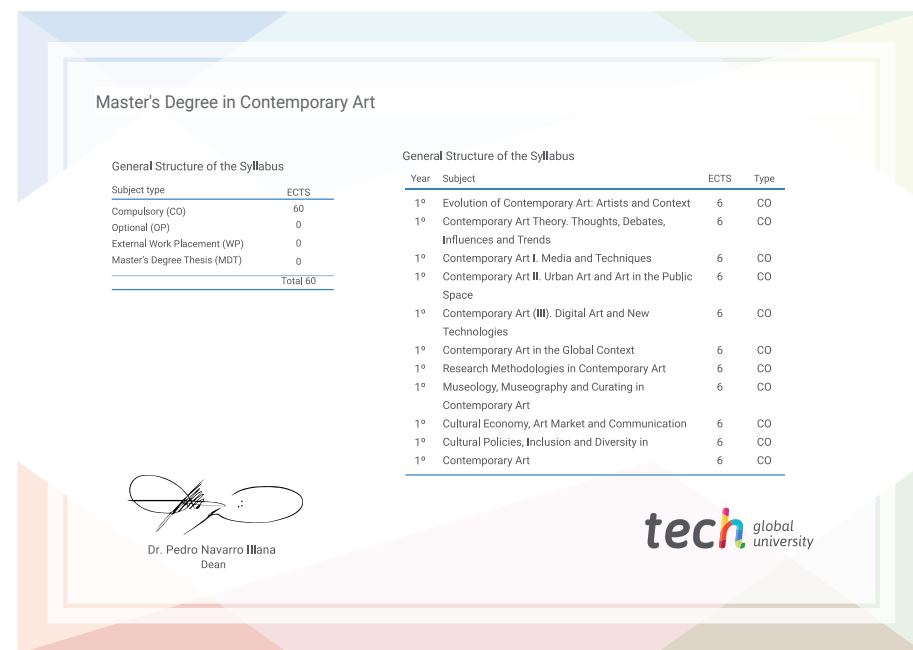 Master's Degree in Contemporary Art
General Structure of the Syllabus
Subject type ECTS
Compulsory (CO) 60
Optional (OP) 0
External Work Placement (WP) 0
Master's Degree Thesis (MDT) 0
Total 60
General Structure of the Syllabus
Year Subject ECTS Type
1º Evolution of Contemporary Art: Artists and Context 6 CO
1º Contemporary Art Theory. Thoughts, Debates, 6 CO
Influences and Trends
1º Contemporary Art I. Media and Techniques 6 CO
1º Contemporary Art II. Urban Art and Art in the Public 6 CO
Space
1º Contemporary Art (III). Digital Art and New 6 CO
Technologies
1º Contemporary Art in the Global Context 6 CO
1º Research Methodologies in Contemporary Art 6 CO
1º Museology, Museography and Curating in 6 CO
Contemporary Art
1º Cultural Economy, Art Market and Communication 6 CO
1º Cultural Policies, Inclusion and Diversity in 6 CO
1º Contemporary Art 6 CO
Dr. Pedro Navarro Illana
Dean
tech global
university